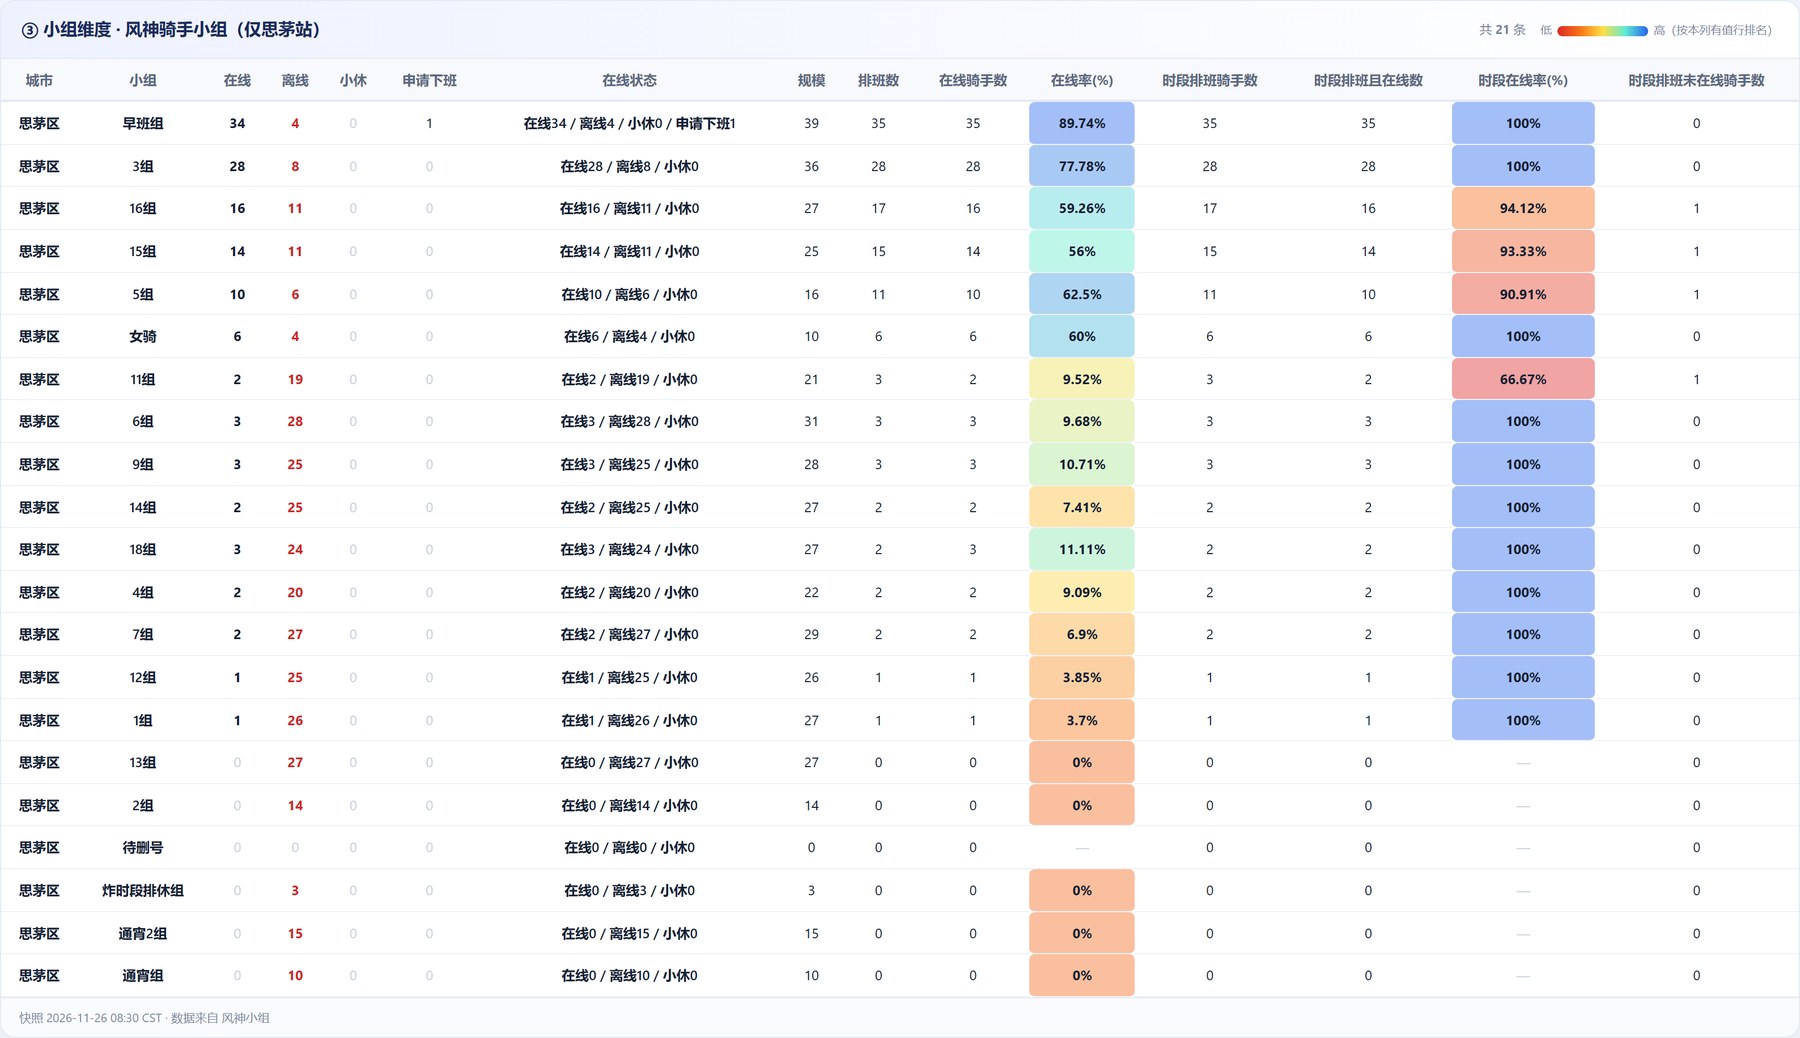 ③ 小组维度 · 风神骑手小组（仅思茅站）
共 21 条 低 高 (按本列有值行排名)
城市 小组 在线 离线 小休 申请下班 在线状态 规模 排班数 在线骑手数 在线率(%) 时段排班骑手数 时段排班且在线数 时段在线率(%) 时段排班未在线骑手数
思茅区 早班组 34 4 0 1 在线34 / 离线4 / 小休0 / 申请下班1 39 35 35 89.74% 35 35 100% 0
思茅区 3组 28 8 0 0 在线28 / 离线8 / 小休0 36 28 28 77.78% 28 28 100% 0
思茅区 16组 16 11 0 0 在线16 / 离线11 / 小休0 27 17 16 59.26% 17 16 94.12% 1
思茅区 15组 14 11 0 0 在线14 / 离线11 / 小休0 25 15 14 56% 15 14 93.33% 1
思茅区 5组 10 6 0 0 在线10 / 离线6 / 小休0 16 11 10 62.5% 11 10 90.91% 1
思茅区 女骑 6 4 0 0 在线6 / 离线4 / 小休0 10 6 6 60% 6 6 100% 0
思茅区 11组 2 19 0 0 在线2 / 离线19 / 小休0 21 3 2 9.52% 3 2 66.67% 1
思茅区 6组 3 28 0 0 在线3 / 离线28 / 小休0 31 3 3 9.68% 3 3 100% 0
思茅区 9组 3 25 0 0 在线3 / 离线25 / 小休0 28 3 3 10.71% 3 3 100% 0
思茅区 14组 2 25 0 0 在线2 / 离线25 / 小休0 27 2 2 7.41% 2 2 100% 0
思茅区 18组 3 24 0 0 在线3 / 离线24 / 小休0 27 2 3 11.11% 2 2 100% 0
思茅区 4组 2 20 0 0 在线2 / 离线20 / 小休0 22 2 2 9.09% 2 2 100% 0
思茅区 7组 2 27 0 0 在线2 / 离线27 / 小休0 29 2 2 6.9% 2 2 100% 0
思茅区 12组 1 25 0 0 在线1 / 离线25 / 小休0 26 1 1 3.85% 1 1 100% 0
思茅区 1组 1 26 0 0 在线1 / 离线26 / 小休0 27 1 1 3.7% 1 1 100% 0
思茅区 13组 0 27 0 0 在线0 / 离线27 / 小休0 27 0 0 0% 0 0 — 0
思茅区 2组 0 14 0 0 在线0 / 离线14 / 小休0 14 0 0 0% 0 0 — 0
思茅区 待删号 0 0 0 0 在线0 / 离线0 / 小休0 0 0 0 — 0 0 — 0
思茅区 炸时段排休组 0 3 0 0 在线0 / 离线3 / 小休0 3 0 0 0% 0 0 — 0
思茅区 通宵2组 0 15 0 0 在线0 / 离线15 / 小休0 15 0 0 0% 0 0 — 0
思茅区 通宵组 0 10 0 0 在线0 / 离线10 / 小休0 10 0 0 0% 0 0 — 0
快照 2026-11-26 08:30 CST · 数据来自 风神小组